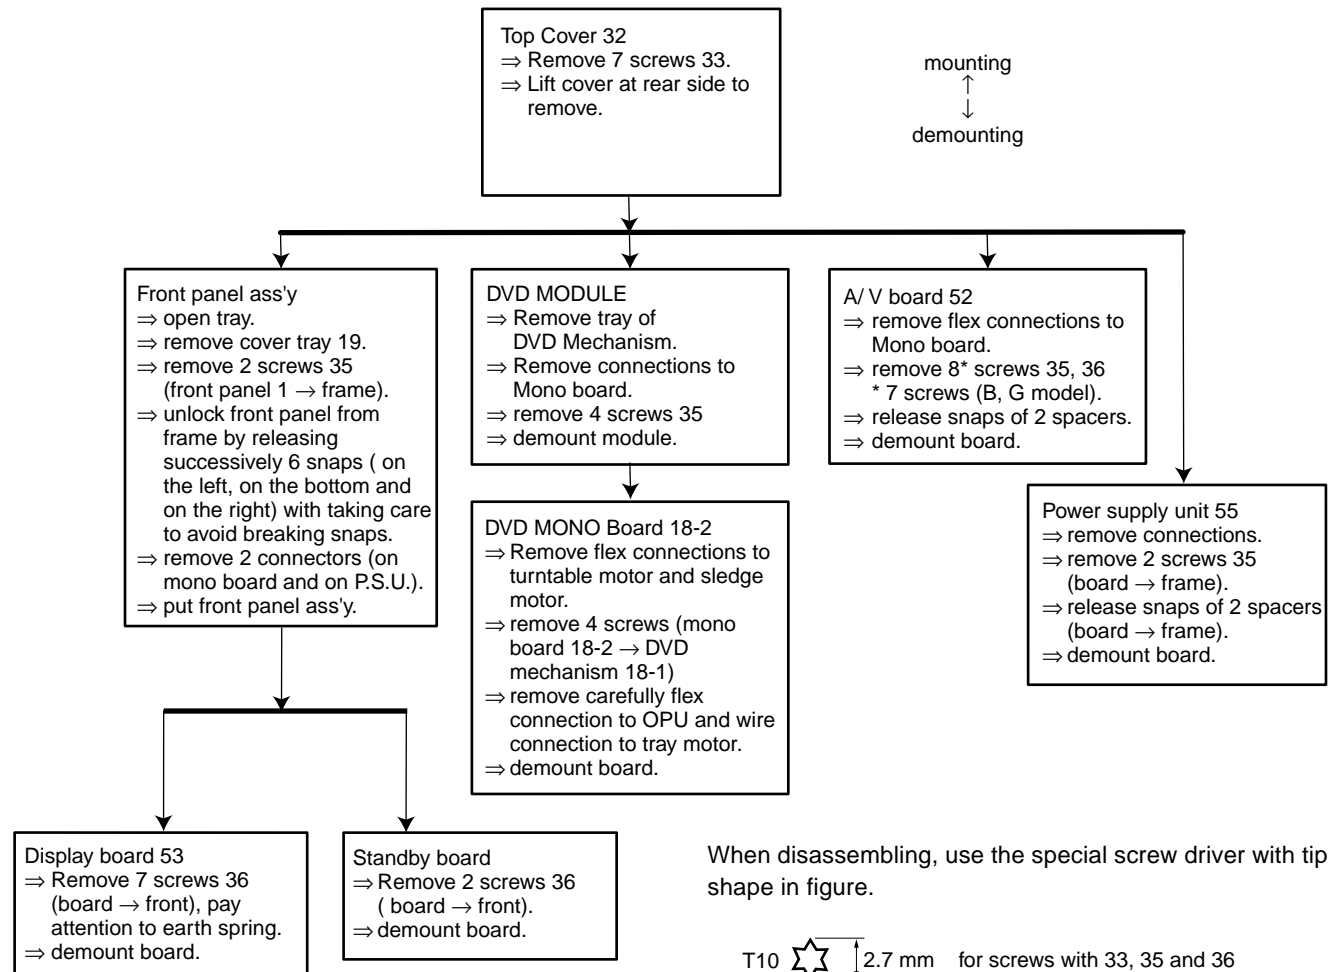 Top Cover 32
⇒ Remove 7 screws 33.
⇒ Lift cover at rear side to
remove.
mounting
↑
↓
demounting
Front panel ass'y
⇒ open tray.
⇒ remove cover tray 19.
⇒ remove 2 screws 35
(front panel 1 → frame).
⇒ unlock front panel from
frame by releasing
successively 6 snaps ( on
the left, on the bottom and
on the right) with taking care
to avoid breaking snaps.
⇒ remove 2 connectors (on
mono board and on P.S.U.).
⇒ put front panel ass'y.
DVD MODULE
⇒ Remove tray of
DVD Mechanism.
⇒ Remove connections to
Mono board.
⇒ remove 4 screws 35
⇒ demount module.
A/ V board 52
⇒ remove flex connections to
Mono board.
⇒ remove 8* screws 35, 36
* 7 screws (B, G model).
⇒ release snaps of 2 spacers.
⇒ demount board.
Power supply unit 55
⇒ remove connections.
⇒ remove 2 screws 35
(board → frame).
⇒ release snaps of 2 spacers
(board → frame).
⇒ demount board.
DVD MONO Board 18-2
⇒ Remove flex connections to
turntable motor and sledge
motor.
⇒ remove 4 screws (mono
board 18-2 → DVD
mechanism 18-1)
⇒ remove carefully flex
connection to OPU and wire
connection to tray motor.
⇒ demount board.
Display board 53
⇒ Remove 7 screws 36
(board → front), pay
attention to earth spring.
⇒ demount board.
Standby board
⇒ Remove 2 screws 36
( board → front).
⇒ demount board.
When disassembling, use the special screw driver with tip
shape in figure.
T10 2.7 mm for screws with 33, 35 and 36